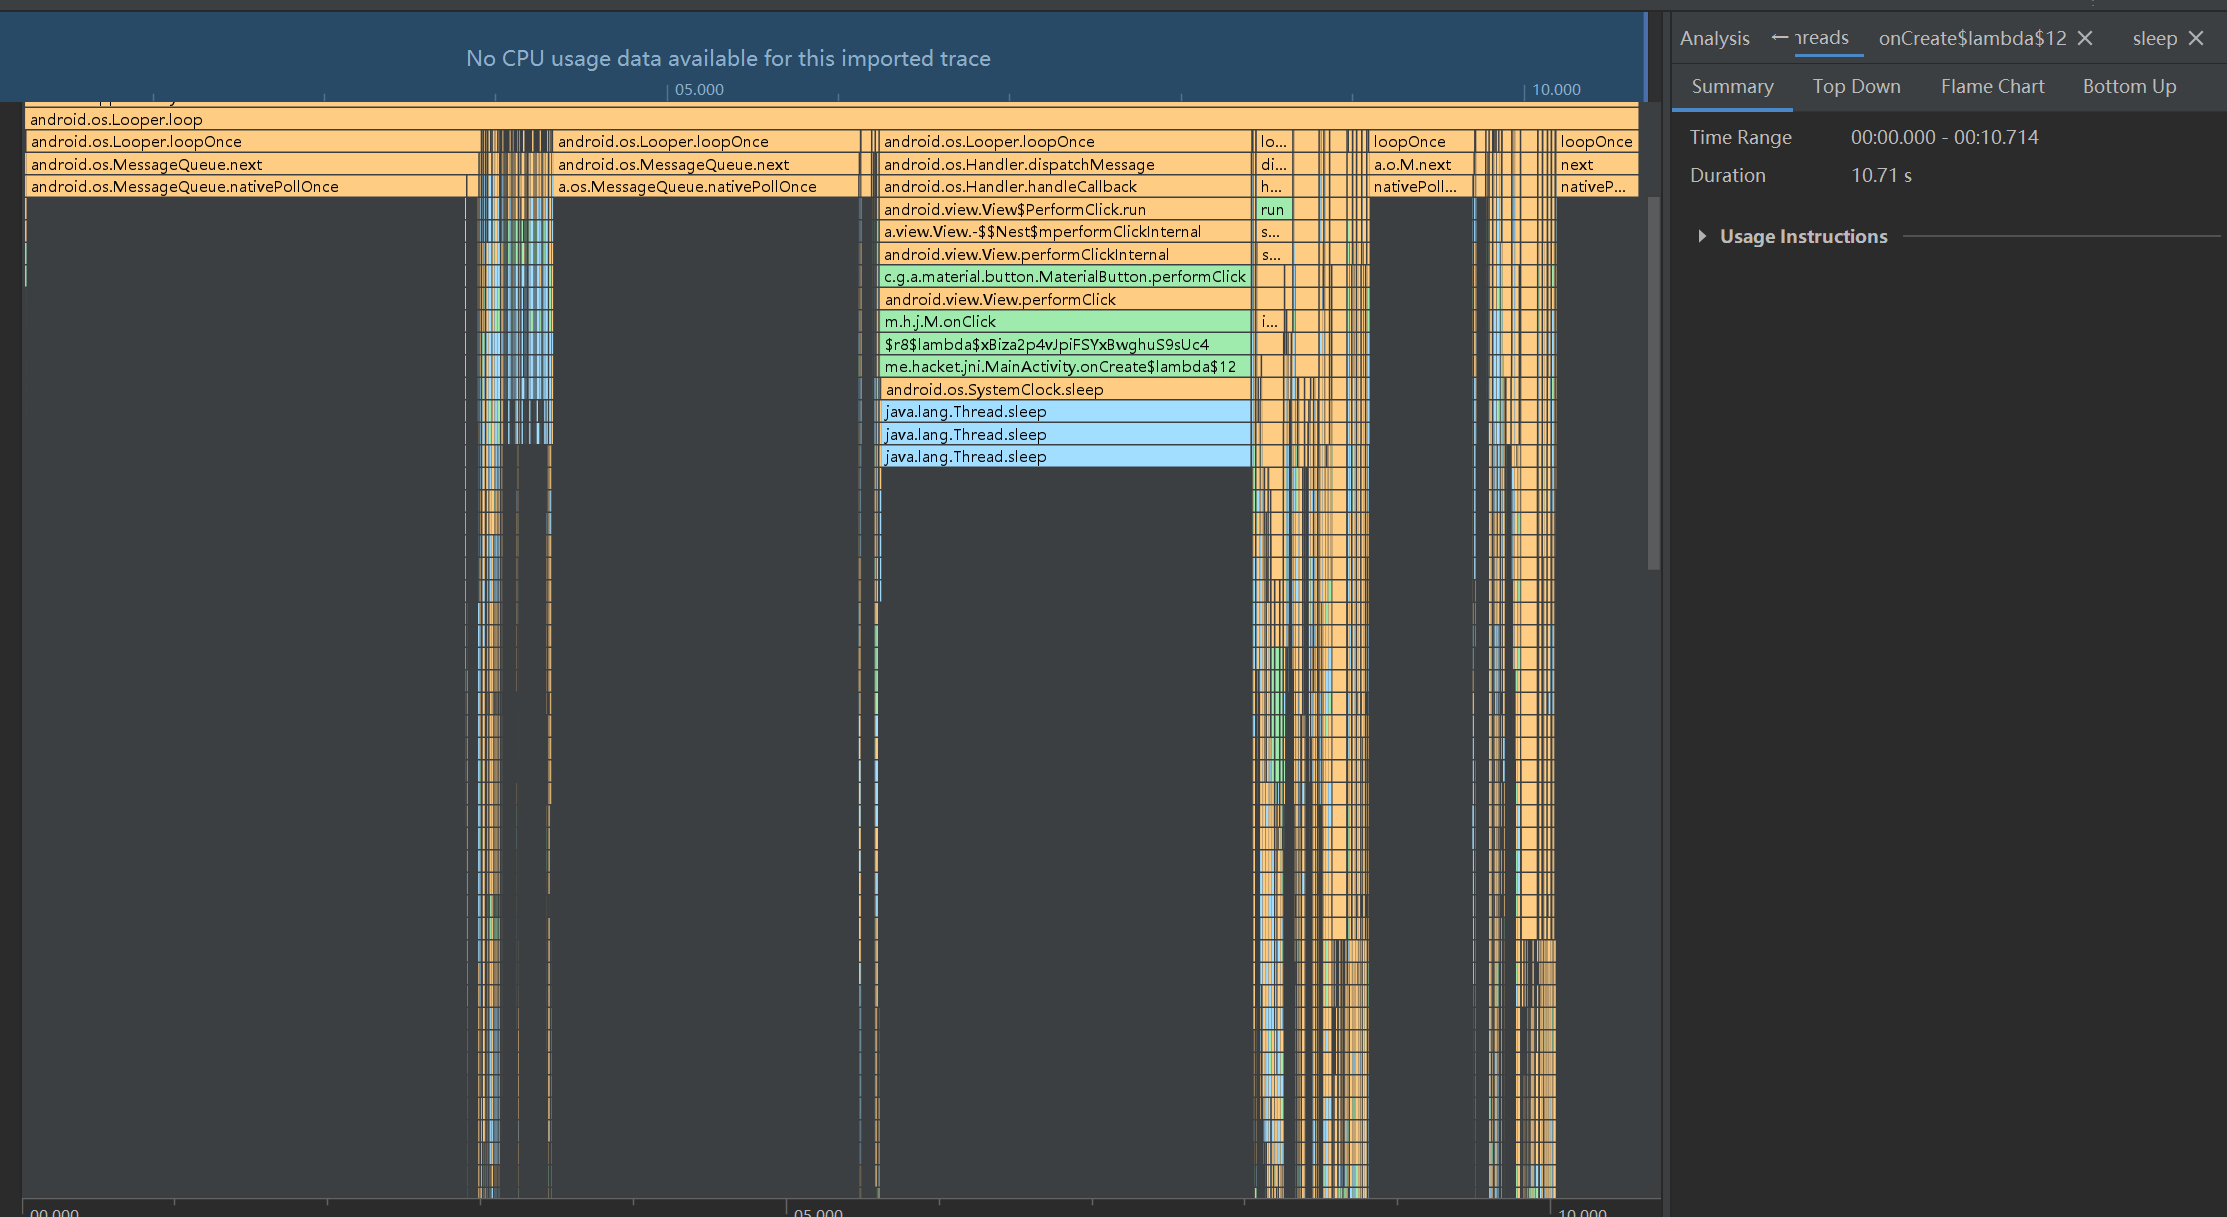 No CPU usage data available for this imported trace
05.000
10.000
android.os.Looper.loop
android.os.Looper.loopOnce
android.os.Looper.loopOnce
android.os.Looper.loopOnce
lo...
loopOnce
loopOnce
android.os.MessageQueue.next
android.os.MessageQueue.next
android.os.Handler.dispatchMessage
di...
a.o.M.next
next
android.os.MessageQueue.nativePollOnce
a.os.MessageQueue.nativePollOnce
android.os.Handler.handleCallback
h...
nativePoll...
nativeP...
android.view.View$PerformClick.run
run
a.view.View.-$$Nest$mperformClickInternal
s...
android.view.View.performClickInternal
s...
c.g.a.material.button.MaterialButton.performClick
android.view.View.performClick
m.h.j.M.onClick
i...
$r8$lambda$xBiza2p4vJpiFSYxBwghuS9sUc4
me.hacket.jni.MainActivity.onCreate$lambda$12
android.os.SystemClock.sleep
java.lang.Thread.sleep
java.lang.Thread.sleep
java.lang.Thread.sleep
00.000
05.000
10.000
Analysis
onCreate$lambda$12
sleep
Summary
Top Down
Flame Chart
Bottom Up
Time Range 00:00.000 - 00:10.714
Duration 10.71 s
Usage Instructions